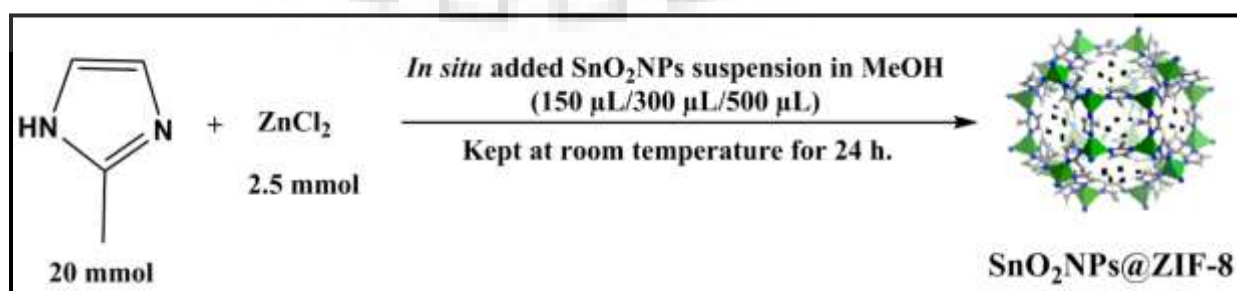 HN
N
+
ZnCl₂
2.5 mmol
20 mmol
In situ added SnO₂NPs suspension in MeOH
(150 µL/300 µL/500 µL)
Kept at room temperature for 24 h.
SnO₂NPs@ZIF-8